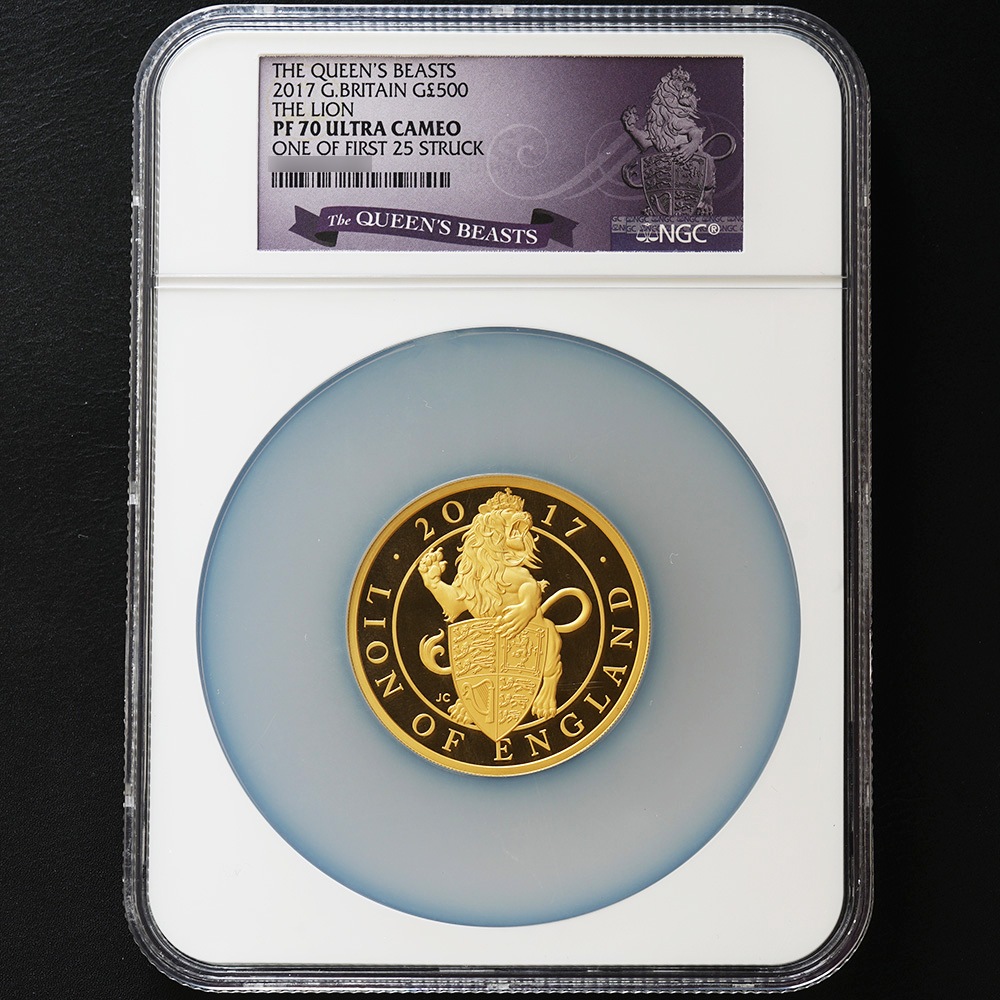 THE QUEEN'S BEASTS
2017 G.BRITAIN G£500
THE LION
PF 70 ULTRA CAMEO
ONE OF FIRST 25 STRUCK
The QUEEN'S BEASTS
NGC®
· 2017 ·
LION OF ENGLAND
JC